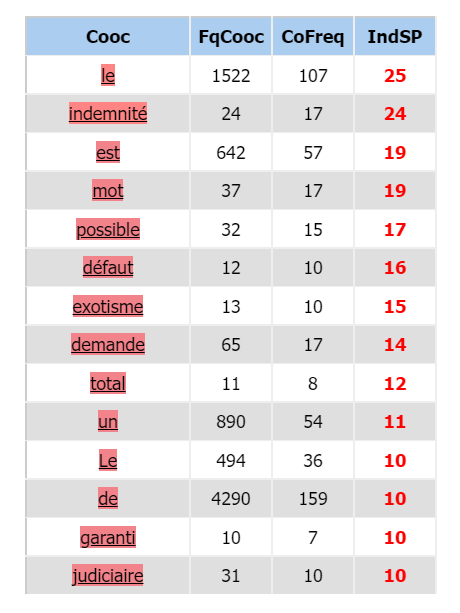 Cooc FqCooc CoFreq IndSP
le 1522 107 25
indemnité 24 17 24
est 642 57 19
mot 37 17 19
possible 32 15 17
défaut 12 10 16
exotisme 13 10 15
demande 65 17 14
total 11 8 12
un 890 54 11
Le 494 36 10
de 4290 159 10
garanti 10 7 10
judiciaire 31 10 10